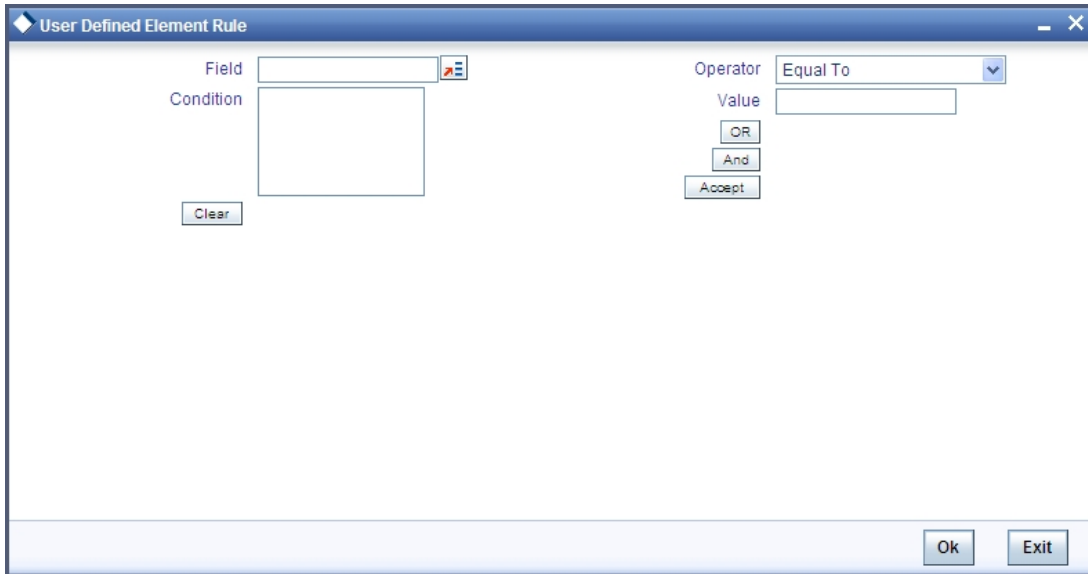 User Defined Element Rule
Field
Operator Equal To
Condition
Value
OR
And
Accept
Clear
Ok Exit